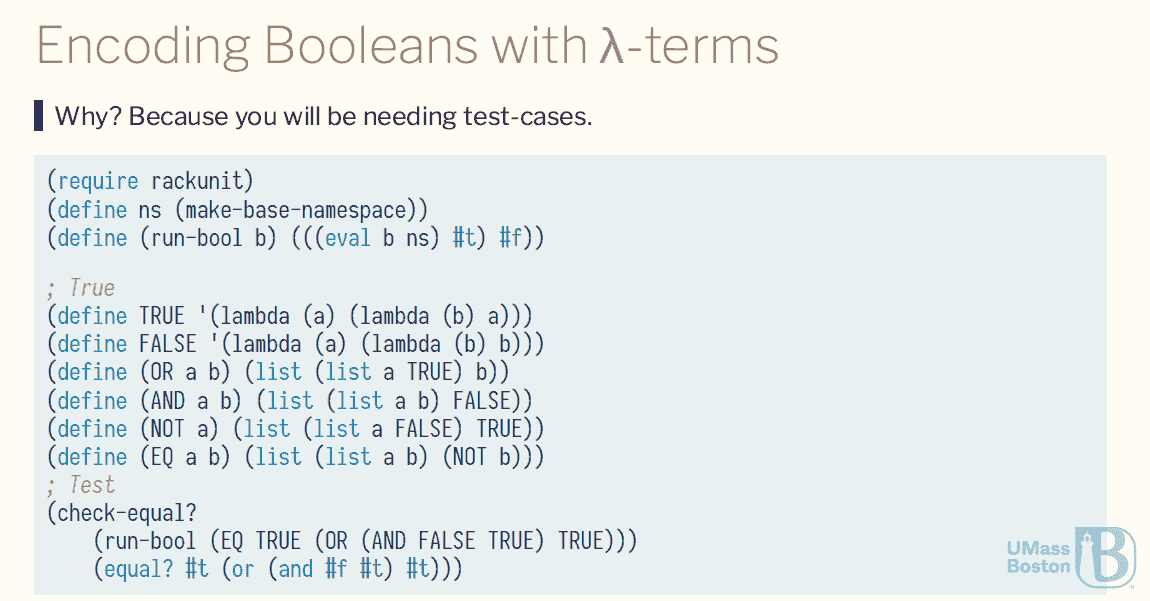 Encoding Booleans with λ-terms
Why? Because you will be needing test-cases.
(require rackunit)
(define ns (make-base-namespace))
(define (run-bool b) (((eval b ns) #t) #f))
; True
(define TRUE '(lambda (a) (lambda (b) a)))
(define FALSE '(lambda (a) (lambda (b) b)))
(define (OR a b) (list (list a TRUE) b))
(define (AND a b) (list (list a b) FALSE))
(define (NOT a) (list (list a FALSE) TRUE))
(define (EQ a b) (list (list a b) (NOT b)))
; Test
(check-equal?
    (run-bool (EQ TRUE (OR (AND FALSE TRUE) TRUE)))
    (equal? #t (or (and #f #t) #t)))
UMass
Boston
B